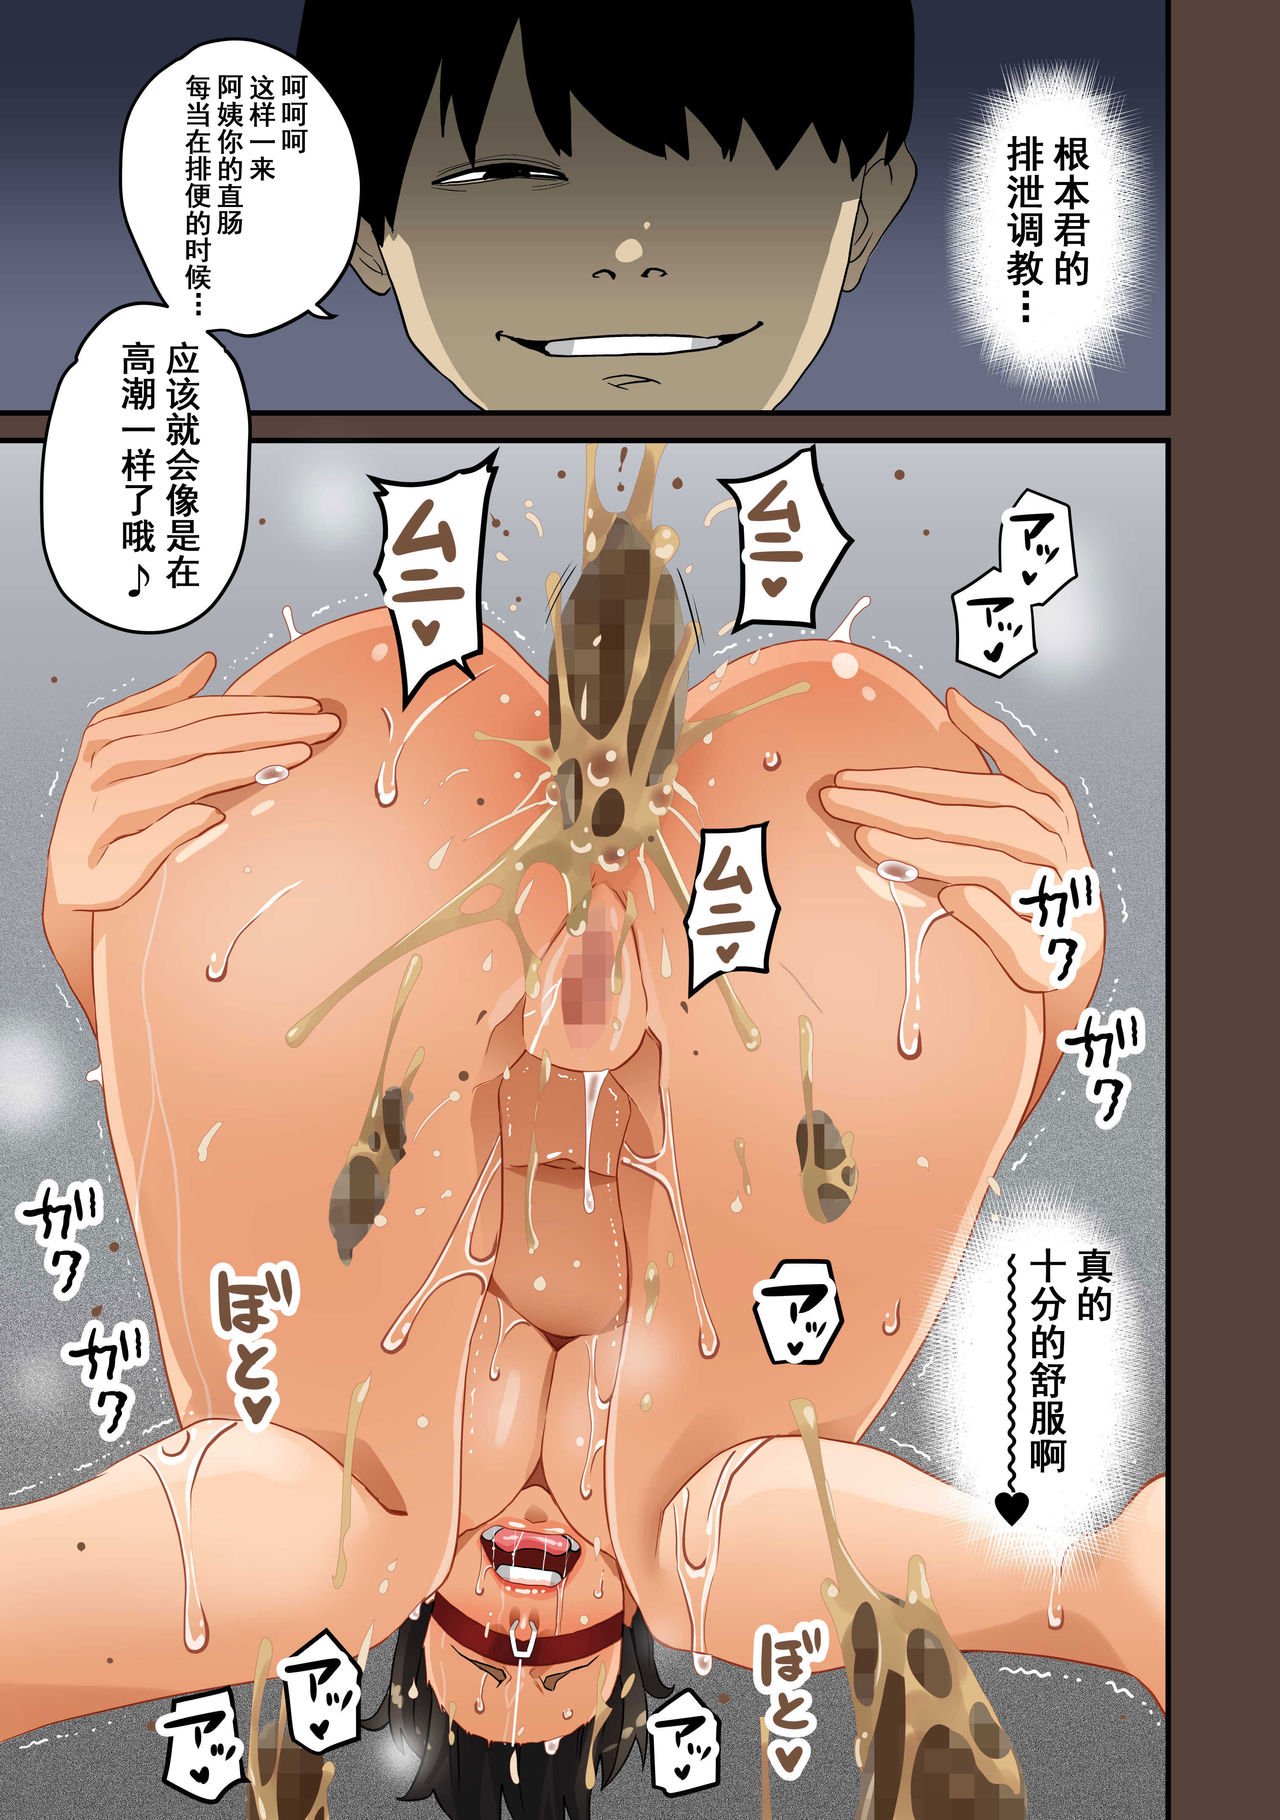 根本君的
排泄调教…
呵呵呵
这样一来
阿姨你的直肠
每当在排便的时候…
应该就会像是在
高潮一样了哦♪
アッ♥
アッ♥
ムニ♥
ムニ♥
ムニ♥
ガク
ガク
真的
十分的舒服啊
♥
アッ♥
ガク
ガク
ぼと♥
ぼと♥
アッ♥
アッ♥
アッ♥